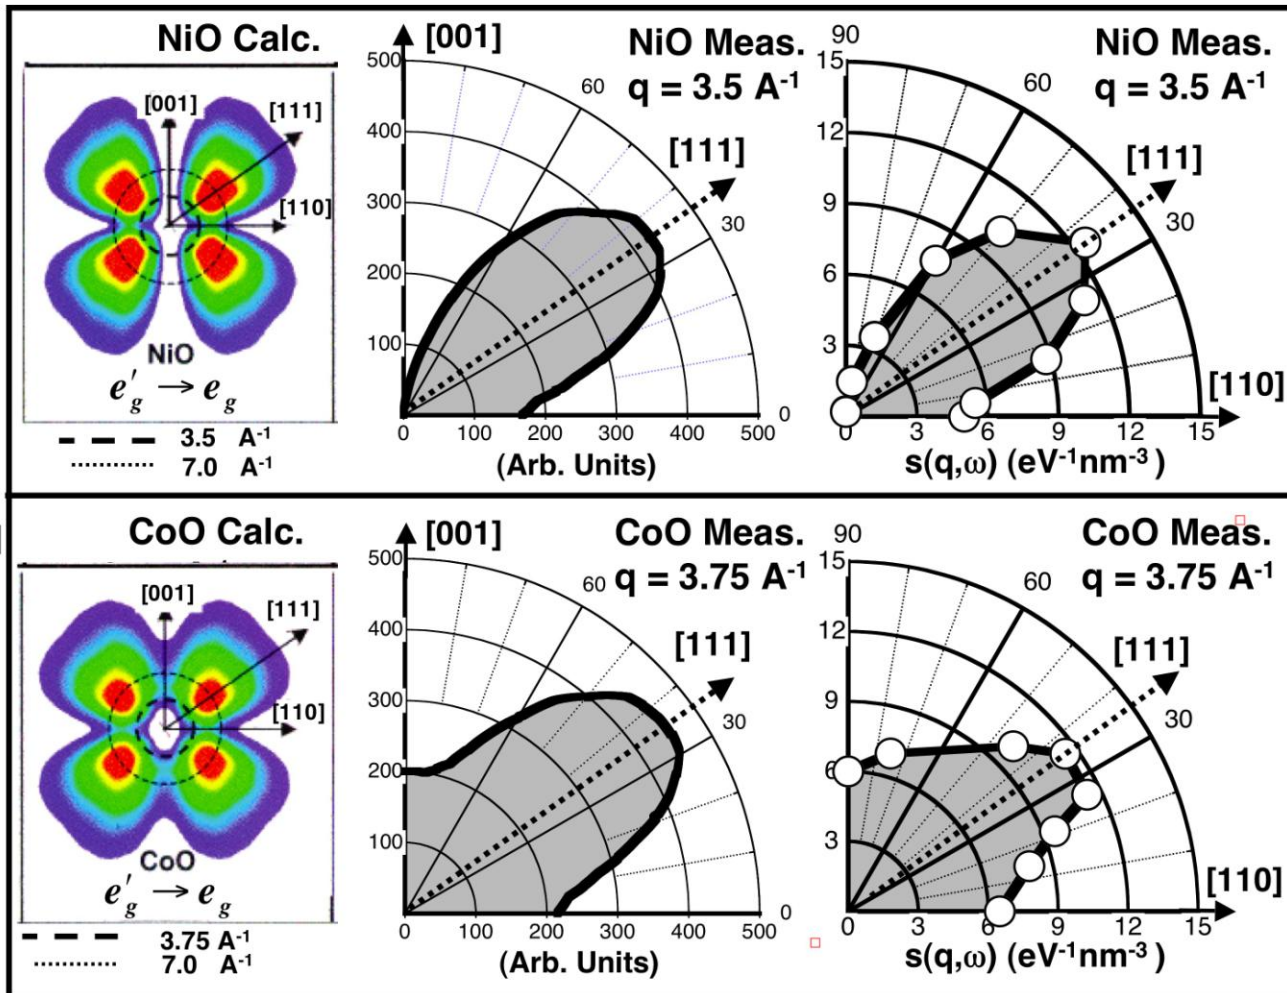 NiO Calc.
[001]
[111]
[110]
NiO
e′g → eg
3.5 A-1
7.0 A-1
[001]
NiO Meas.
q = 3.5 A-1
500
400
300
200
100
60
[111]
30
0
0 100 200 300 400 500
(Arb. Units)
90
NiO Meas.
q = 3.5 A-1
15
12
9
6
3
60
[111]
30
[110]
0 3 6 9 12 15
s(q,ω) (eV-1nm-3)
CoO Calc.
[001]
[111]
[110]
CoO
e′g → eg
3.75 A-1
7.0 A-1
[001]
CoO Meas.
q = 3.75 A-1
500
400
300
200
100
60
[111]
30
0
0 100 200 300 400 500
(Arb. Units)
90
CoO Meas.
q = 3.75 A-1
15
12
9
6
3
60
[111]
30
[110]
0 3 6 9 12 15
s(q,ω) (eV-1nm-3)